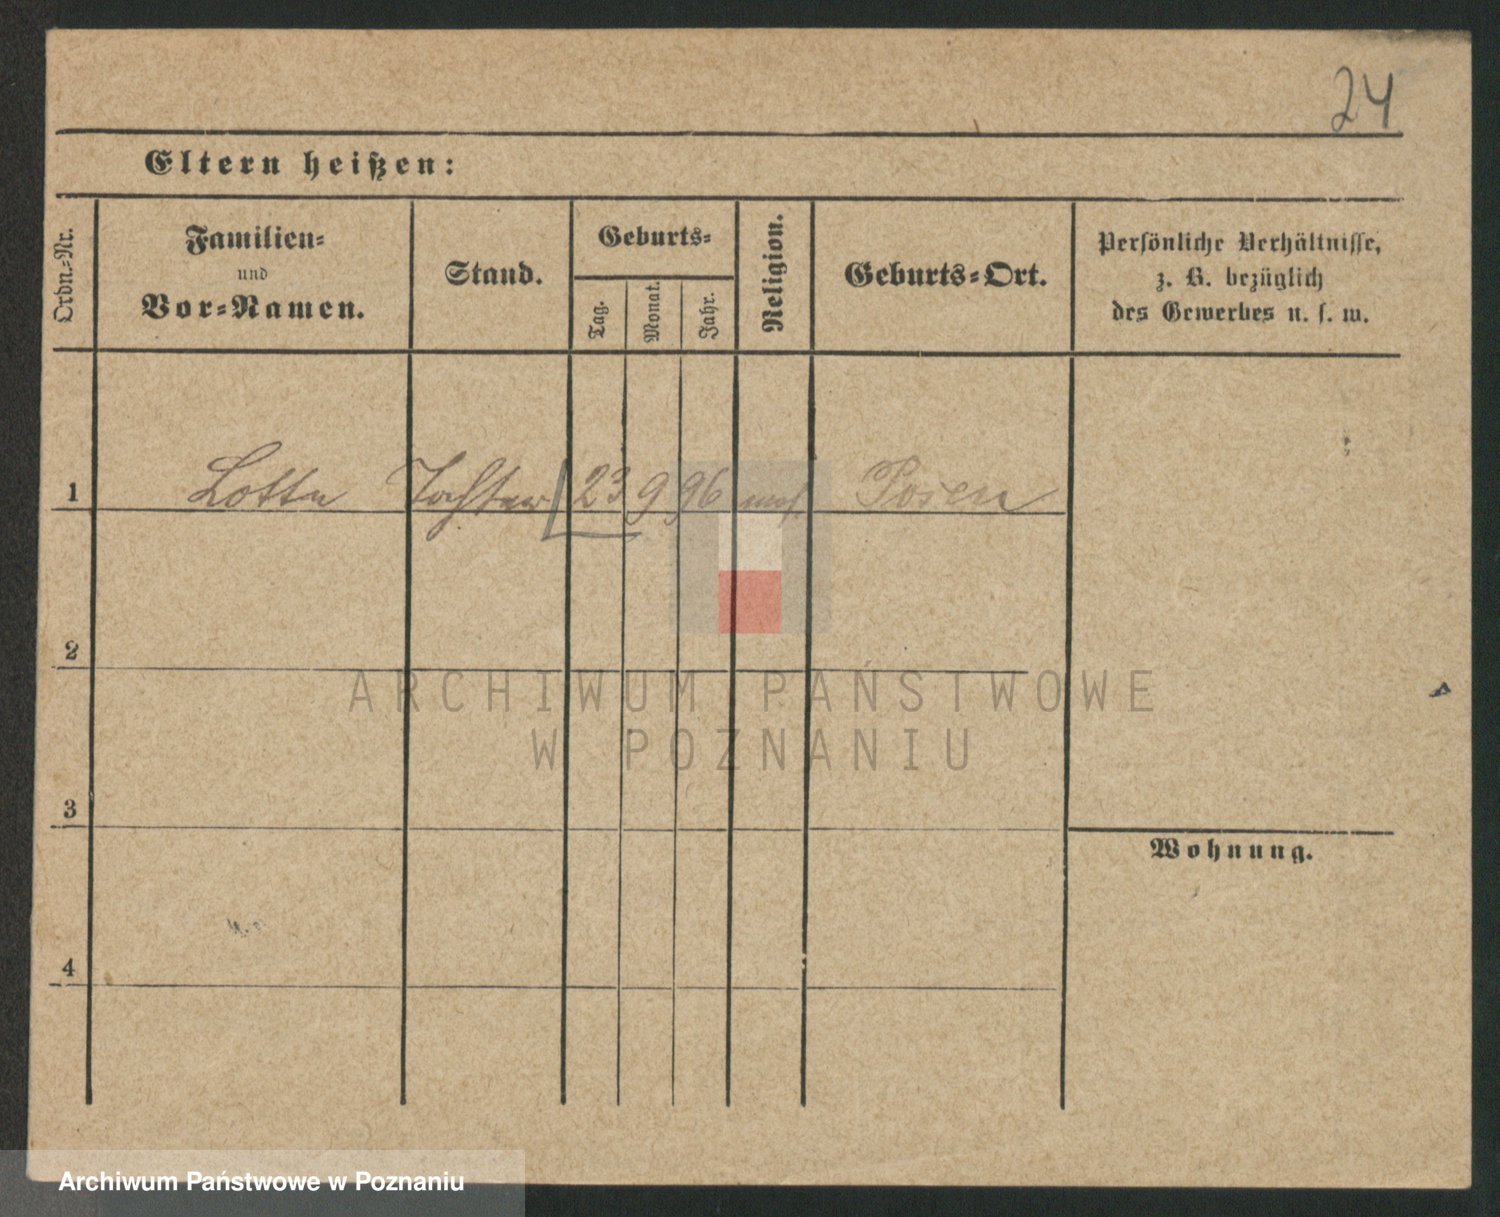 24
Eltern heißen:
Ordn.-Nr.
Familien-
und
Vor-Namen.
Stand.
Geburts-
Tag.
Monat.
Jahr.
Religion.
Geburts-Ort.
Persönliche Verhältnisse,
z. B. bezüglich
des Gewerbes u. s. w.
1 Lotte Tochter 23 9 96 mos. Posen
2
ARCHIWUM PAŃSTWOWE
W POZNANIU
3
Wohnung.
4
Archiwum Państwowe w Poznaniu